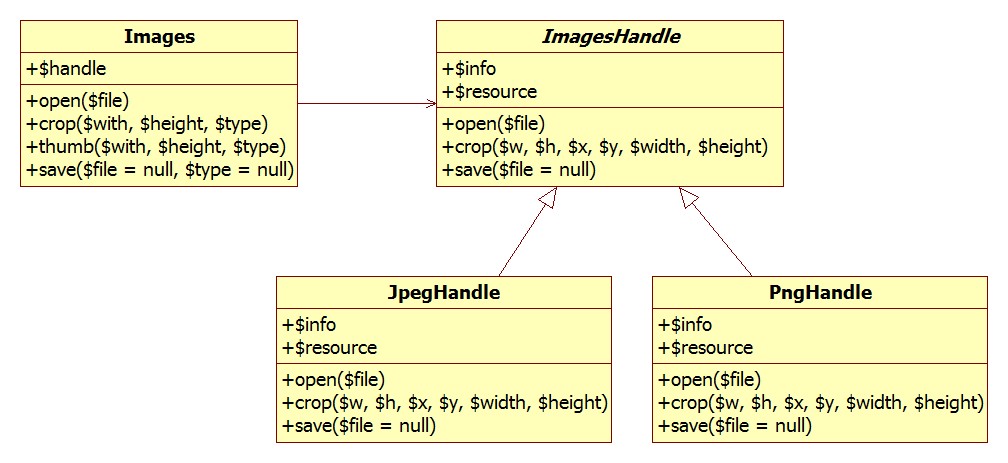 Images
+$handle
+open($file)
+crop($with, $height, $type)
+thumb($with, $height, $type)
+save($file = null, $type = null)
ImagesHandle
+$info
+$resource
+open($file)
+crop($w, $h, $x, $y, $width, $height)
+save($file = null)
JpegHandle
+$info
+$resource
+open($file)
+crop($w, $h, $x, $y, $width, $height)
+save($file = null)
PngHandle
+$info
+$resource
+open($file)
+crop($w, $h, $x, $y, $width, $height)
+save($file = null)